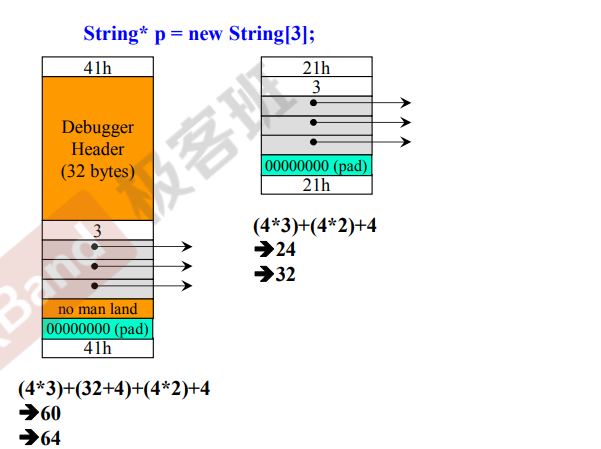 String* p = new String[3];
41h
Debugger
Header
(32 bytes)
3
no man land
00000000 (pad)
41h
(4*3)+(32+4)+(4*2)+4
➔60
➔64
21h
3
00000000 (pad)
21h
(4*3)+(4*2)+4
➔24
➔32
Band 极客班